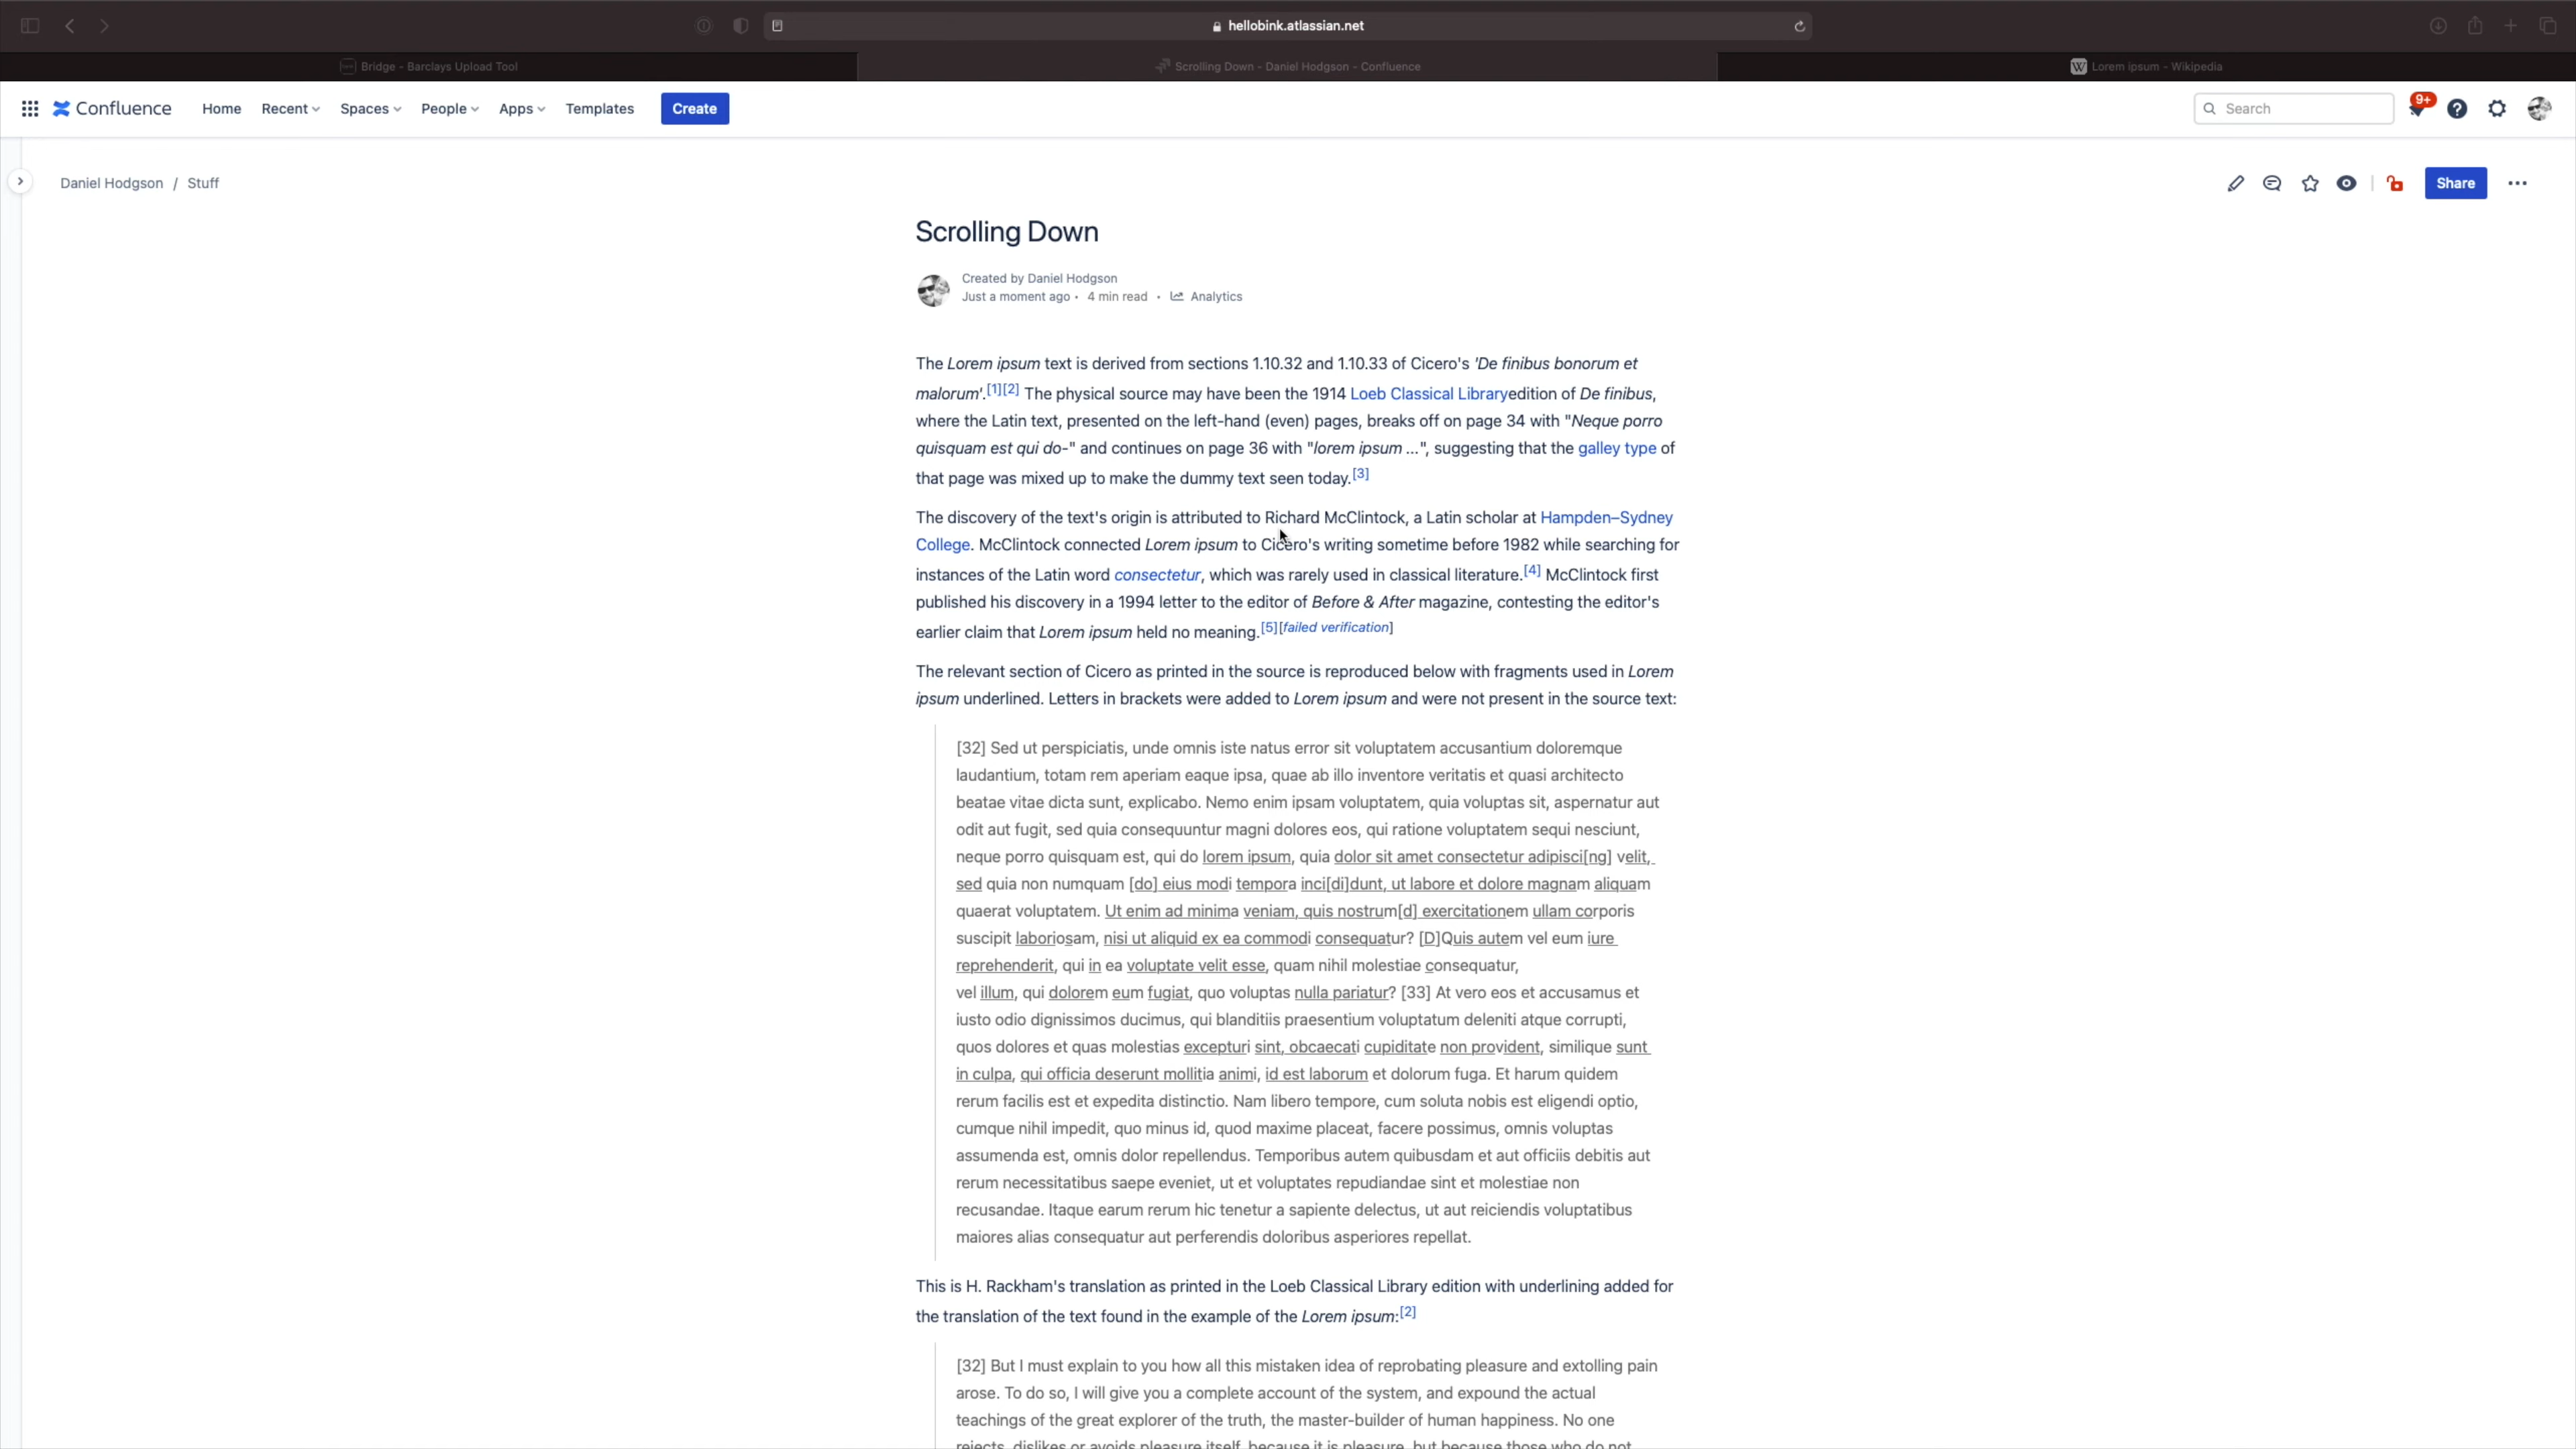 hellobink.atlassian.net
Bridge - Barclays Upload Tool
Scrolling Down - Daniel Hodgson - Confluence
W Lorem ipsum - Wikipedia
Confluence Home Recent Spaces People Apps Templates Create Search 9+
Daniel Hodgson / Stuff Share
Scrolling Down
Created by Daniel Hodgson
Just a moment ago • 4 min read • Analytics
The Lorem ipsum text is derived from sections 1.10.32 and 1.10.33 of Cicero's 'De finibus bonorum et
malorum'.[1][2] The physical source may have been the 1914 Loeb Classical Libraryedition of De finibus,
where the Latin text, presented on the left-hand (even) pages, breaks off on page 34 with "Neque porro
quisquam est qui do-" and continues on page 36 with "lorem ipsum ...", suggesting that the galley type of
that page was mixed up to make the dummy text seen today.[3]
The discovery of the text's origin is attributed to Richard McClintock, a Latin scholar at Hampden–Sydney
College. McClintock connected Lorem ipsum to Cicero's writing sometime before 1982 while searching for
instances of the Latin word consectetur, which was rarely used in classical literature.[4] McClintock first
published his discovery in a 1994 letter to the editor of Before & After magazine, contesting the editor's
earlier claim that Lorem ipsum held no meaning.[5][failed verification]
The relevant section of Cicero as printed in the source is reproduced below with fragments used in Lorem
ipsum underlined. Letters in brackets were added to Lorem ipsum and were not present in the source text:
[32] Sed ut perspiciatis, unde omnis iste natus error sit voluptatem accusantium doloremque
laudantium, totam rem aperiam eaque ipsa, quae ab illo inventore veritatis et quasi architecto
beatae vitae dicta sunt, explicabo. Nemo enim ipsam voluptatem, quia voluptas sit, aspernatur aut
odit aut fugit, sed quia consequuntur magni dolores eos, qui ratione voluptatem sequi nesciunt,
neque porro quisquam est, qui do lorem ipsum, quia dolor sit amet consectetur adipisci[ng] velit,
sed quia non numquam [do] eius modi tempora inci[di]dunt, ut labore et dolore magnam aliquam
quaerat voluptatem. Ut enim ad minima veniam, quis nostrum[d] exercitationem ullam corporis
suscipit laboriosam, nisi ut aliquid ex ea commodi consequatur? [D]Quis autem vel eum iure
reprehenderit, qui in ea voluptate velit esse, quam nihil molestiae consequatur,
vel illum, qui dolorem eum fugiat, quo voluptas nulla pariatur? [33] At vero eos et accusamus et
iusto odio dignissimos ducimus, qui blanditiis praesentium voluptatum deleniti atque corrupti,
quos dolores et quas molestias excepturi sint, obcaecati cupiditate non provident, similique sunt
in culpa, qui officia deserunt mollitia animi, id est laborum et dolorum fuga. Et harum quidem
rerum facilis est et expedita distinctio. Nam libero tempore, cum soluta nobis est eligendi optio,
cumque nihil impedit, quo minus id, quod maxime placeat, facere possimus, omnis voluptas
assumenda est, omnis dolor repellendus. Temporibus autem quibusdam et aut officiis debitis aut
rerum necessitatibus saepe eveniet, ut et voluptates repudiandae sint et molestiae non
recusandae. Itaque earum rerum hic tenetur a sapiente delectus, ut aut reiciendis voluptatibus
maiores alias consequatur aut perferendis doloribus asperiores repellat.
This is H. Rackham's translation as printed in the Loeb Classical Library edition with underlining added for
the translation of the text found in the example of the Lorem ipsum:[2]
[32] But I must explain to you how all this mistaken idea of reprobating pleasure and extolling pain
arose. To do so, I will give you a complete account of the system, and expound the actual
teachings of the great explorer of the truth, the master-builder of human happiness. No one
rejects, dislikes or avoids pleasure itself, because it is pleasure, but because those who do not